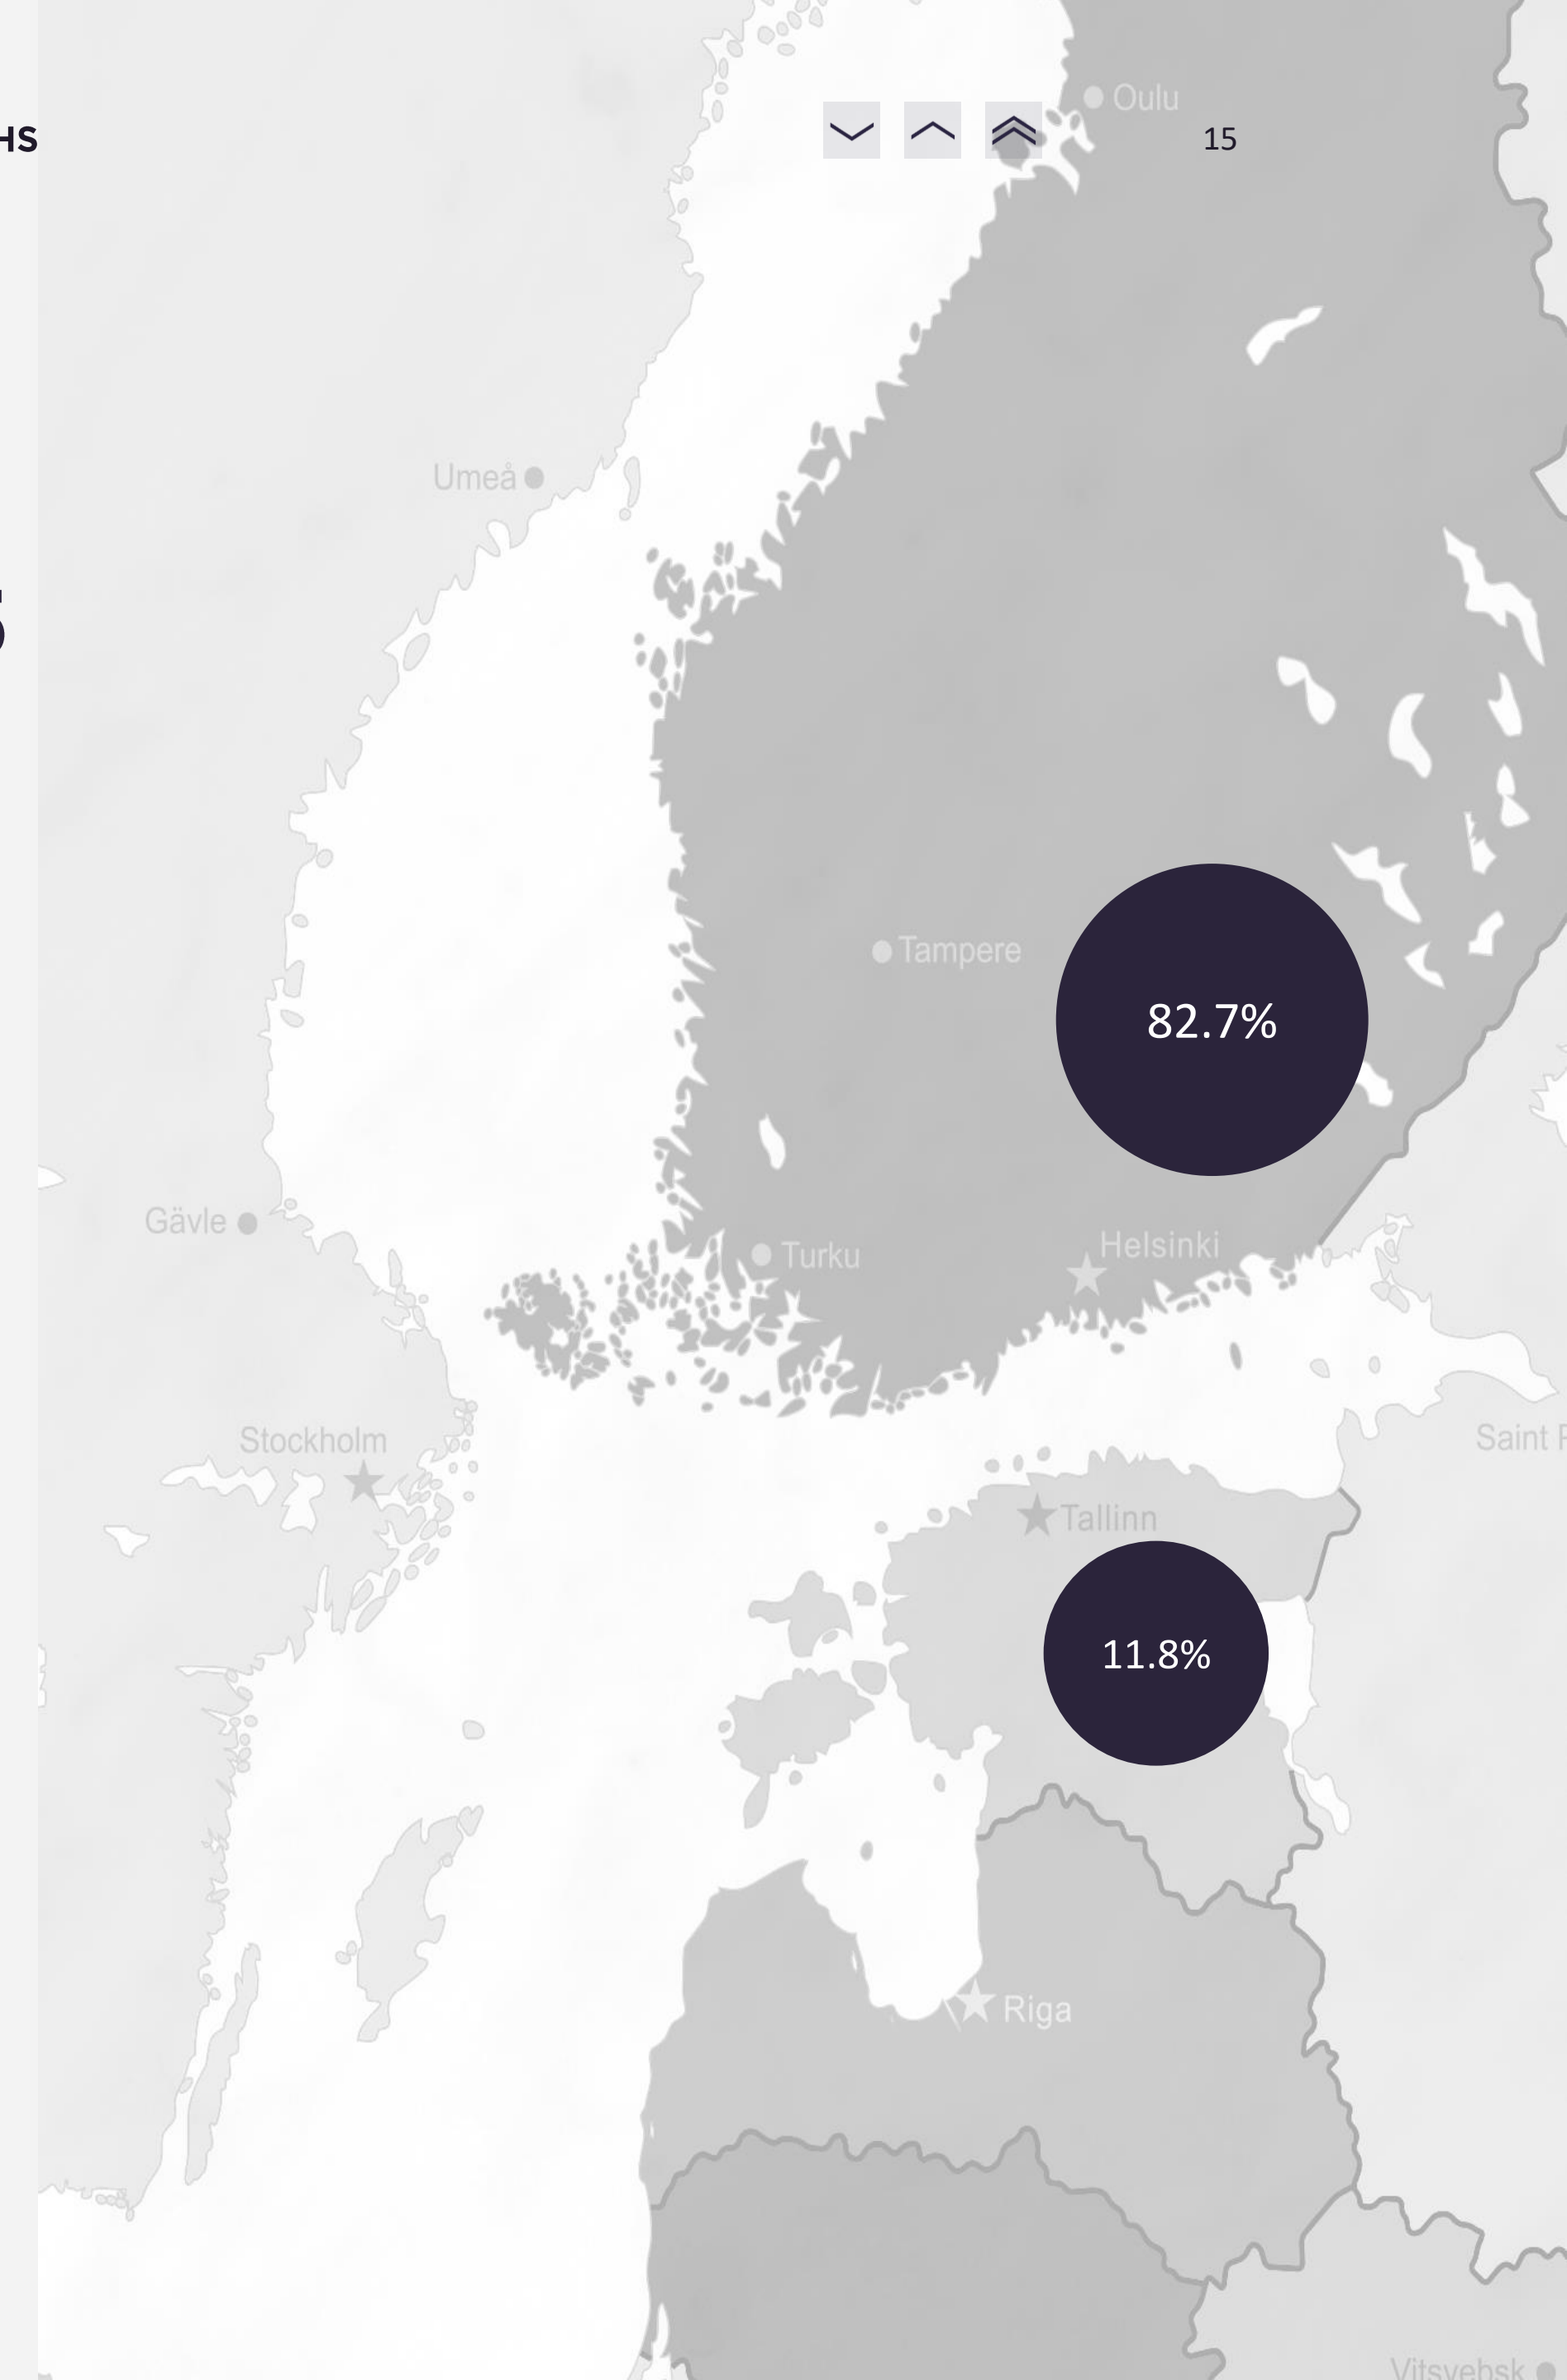 Oulu
HS
15
Umeå
Tampere
82.7%
Gävle
Helsinki
Turku
Stockholm
Saint
Tallinn
11.8%
Riga
Vitsyebsk